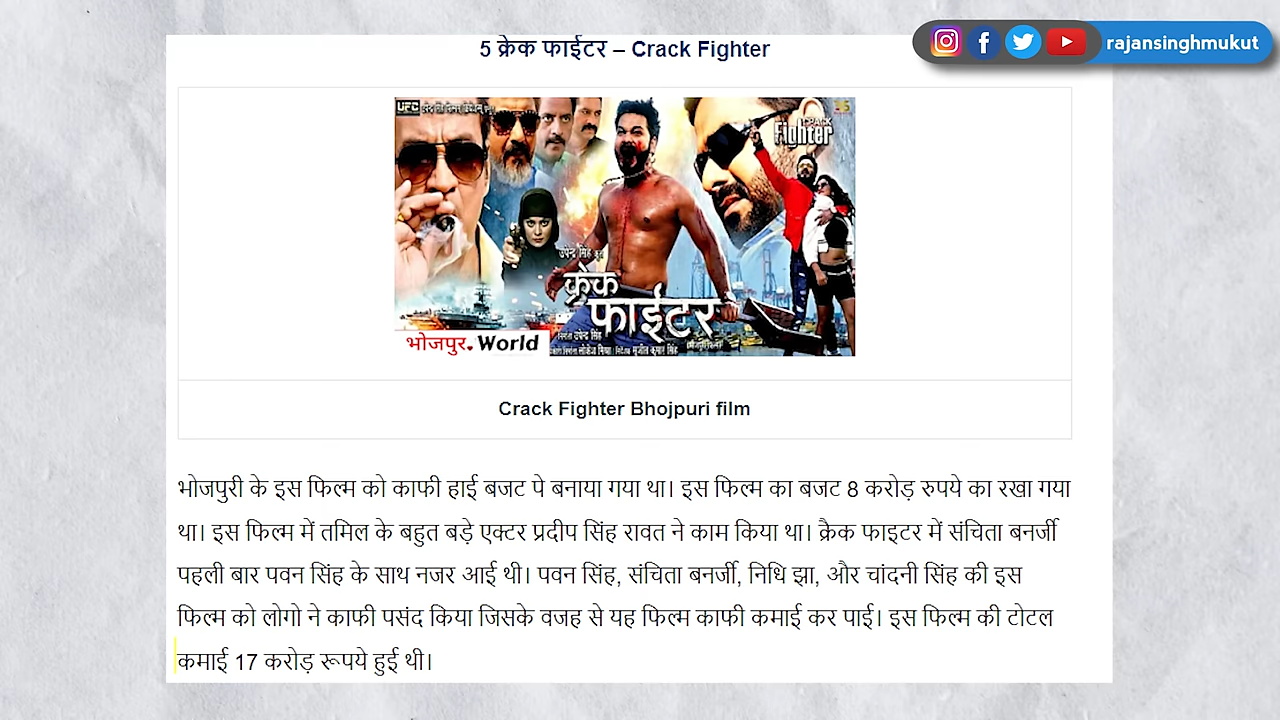 5 क्रेक फाईटर – Crack Fighter
rajansinghmukut
UFC
CRACK
Fighter
उपेन्द्र सिंह कृत
क्रेक
फाईटर
निर्माता उपेन्द्र सिंह
भोजपुर.World
Crack Fighter Bhojpuri film
भोजपुरी के इस फिल्म को काफी हाई बजट पे बनाया गया था। इस फिल्म का बजट 8 करोड़ रुपये का रखा गया
था। इस फिल्म में तमिल के बहुत बड़े एक्टर प्रदीप सिंह रावत ने काम किया था। क्रैक फाइटर में संचिता बनर्जी
पहली बार पवन सिंह के साथ नजर आई थी। पवन सिंह, संचिता बनर्जी, निधि झा, और चांदनी सिंह की इस
फिल्म को लोगो ने काफी पसंद किया जिसके वजह से यह फिल्म काफी कमाई कर पाई। इस फिल्म की टोटल
कमाई 17 करोड़ रूपये हुई थी।